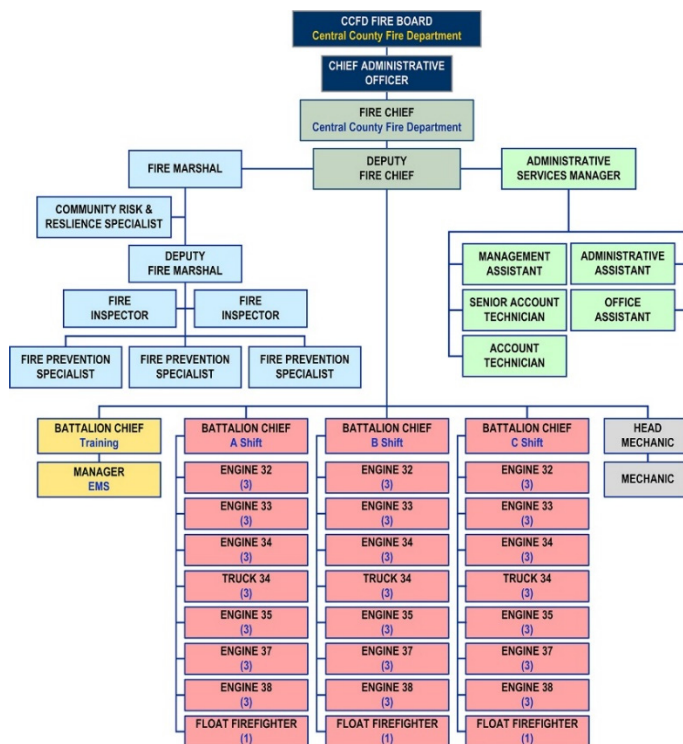 CCFD FIRE BOARD
Central County Fire Department
CHIEF ADMINISTRATIVE
OFFICER
FIRE CHIEF
Central County Fire Department
FIRE MARSHAL
DEPUTY
FIRE CHIEF
ADMINISTRATIVE
SERVICES MANAGER
COMMUNITY RISK &
RESLIENCE SPECIALIST
DEPUTY
FIRE MARSHAL
FIRE
INSPECTOR
FIRE
INSPECTOR
FIRE PREVENTION
SPECIALIST
FIRE PREVENTION
SPECIALIST
FIRE PREVENTION
SPECIALIST
MANAGEMENT
ASSISTANT
ADMINISTRATIVE
ASSISTANT
SENIOR ACCOUNT
TECHNICIAN
OFFICE
ASSISTANT
ACCOUNT
TECHNICIAN
BATTALION CHIEF
Training
MANAGER
EMS
BATTALION CHIEF
A Shift
ENGINE 32
(3)
ENGINE 33
(3)
ENGINE 34
(3)
TRUCK 34
(3)
ENGINE 35
(3)
ENGINE 37
(3)
ENGINE 38
(3)
FLOAT FIREFIGHTER
(1)
BATTALION CHIEF
B Shift
ENGINE 32
(3)
ENGINE 33
(3)
ENGINE 34
(3)
TRUCK 34
(3)
ENGINE 35
(3)
ENGINE 37
(3)
ENGINE 38
(3)
FLOAT FIREFIGHTER
(1)
BATTALION CHIEF
C Shift
ENGINE 32
(3)
ENGINE 33
(3)
ENGINE 34
(3)
TRUCK 34
(3)
ENGINE 35
(3)
ENGINE 37
(3)
ENGINE 38
(3)
FLOAT FIREFIGHTER
(1)
HEAD
MECHANIC
MECHANIC